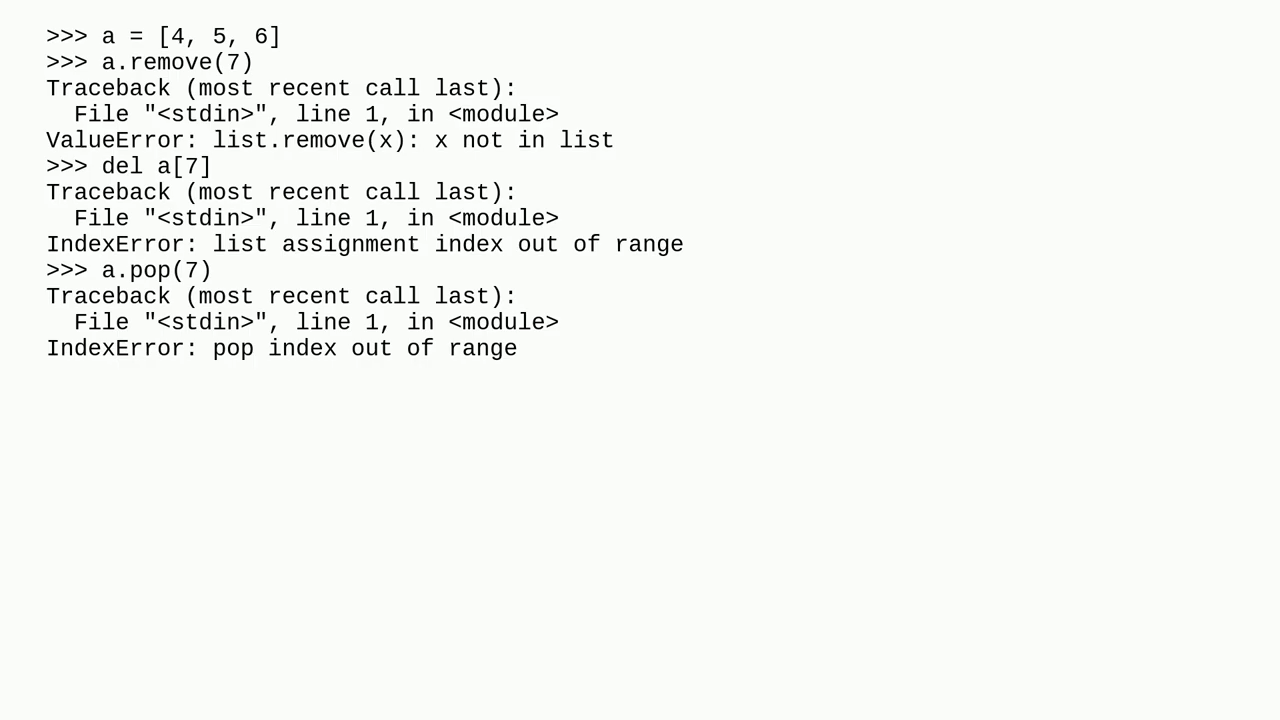 >>> a = [4, 5, 6]
>>> a.remove(7)
Traceback (most recent call last):
  File "<stdin>", line 1, in <module>
ValueError: list.remove(x): x not in list
>>> del a[7]
Traceback (most recent call last):
  File "<stdin>", line 1, in <module>
IndexError: list assignment index out of range
>>> a.pop(7)
Traceback (most recent call last):
  File "<stdin>", line 1, in <module>
IndexError: pop index out of range